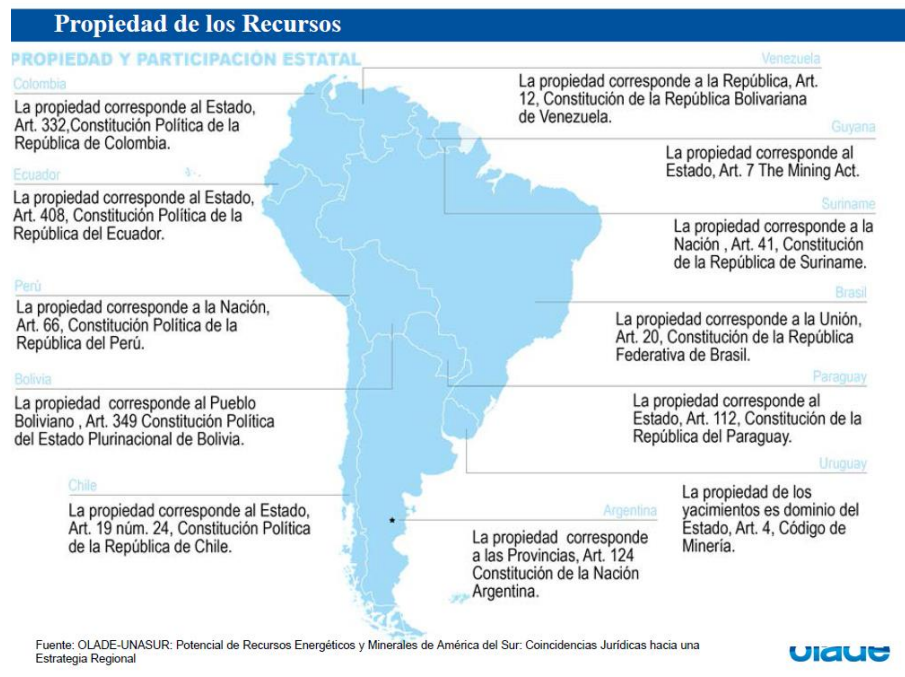 Propiedad de los Recursos
PROPIEDAD Y PARTICIPACIÓN ESTATAL
Colombia
La propiedad corresponde al Estado,
Art. 332,Constitución Política de la
República de Colombia.
Ecuador
La propiedad corresponde al Estado,
Art. 408, Constitución Política de la
República del Ecuador.
Perú
La propiedad corresponde a la Nación,
Art. 66, Constitución Política de la
República del Perú.
Bolivia
La propiedad corresponde al Pueblo
Boliviano , Art. 349 Constitución Política
del Estado Plurinacional de Bolivia.
Chile
La propiedad corresponde al Estado,
Art. 19 núm. 24, Constitución Política
de la República de Chile.
Venezuela
La propiedad corresponde a la República, Art.
12, Constitución de la República Bolivariana
de Venezuela.
Guyana
La propiedad corresponde al
Estado, Art. 7 The Mining Act.
Suriname
La propiedad corresponde a la
Nación , Art. 41, Constitución
de la República de Suriname.
Brasil
La propiedad corresponde a la Unión,
Art. 20, Constitución de la República
Federativa de Brasil.
Paraguay
La propiedad corresponde al
Estado, Art. 112, Constitución de la
República del Paraguay.
Uruguay
La propiedad de los
yacimientos es dominio del
Estado, Art. 4, Código de
Minería.
Argentina
La propiedad corresponde
a las Provincias, Art. 124
Constitución de la Nación
Argentina.
Fuente: OLADE-UNASUR: Potencial de Recursos Energéticos y Minerales de América del Sur: Coincidencias Jurídicas hacia una
Estrategia Regional
olade